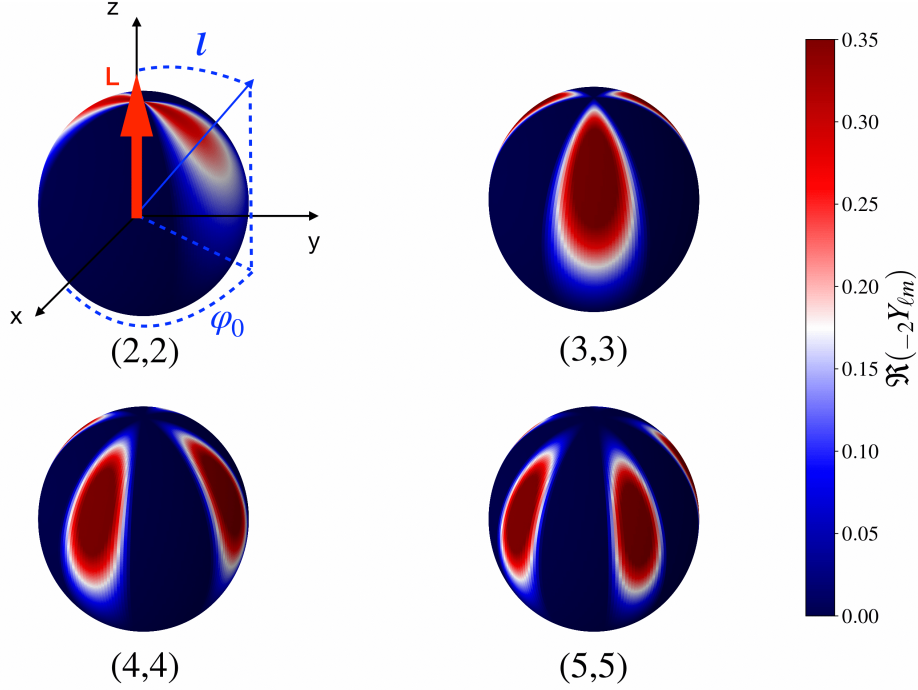 z
l
L
y
x
φ₀
(2,2)
(3,3)
(4,4)
(5,5)
0.35
0.30
0.25
0.20
0.15
0.10
0.05
0.00
ℜ(₋₂Yℓm)